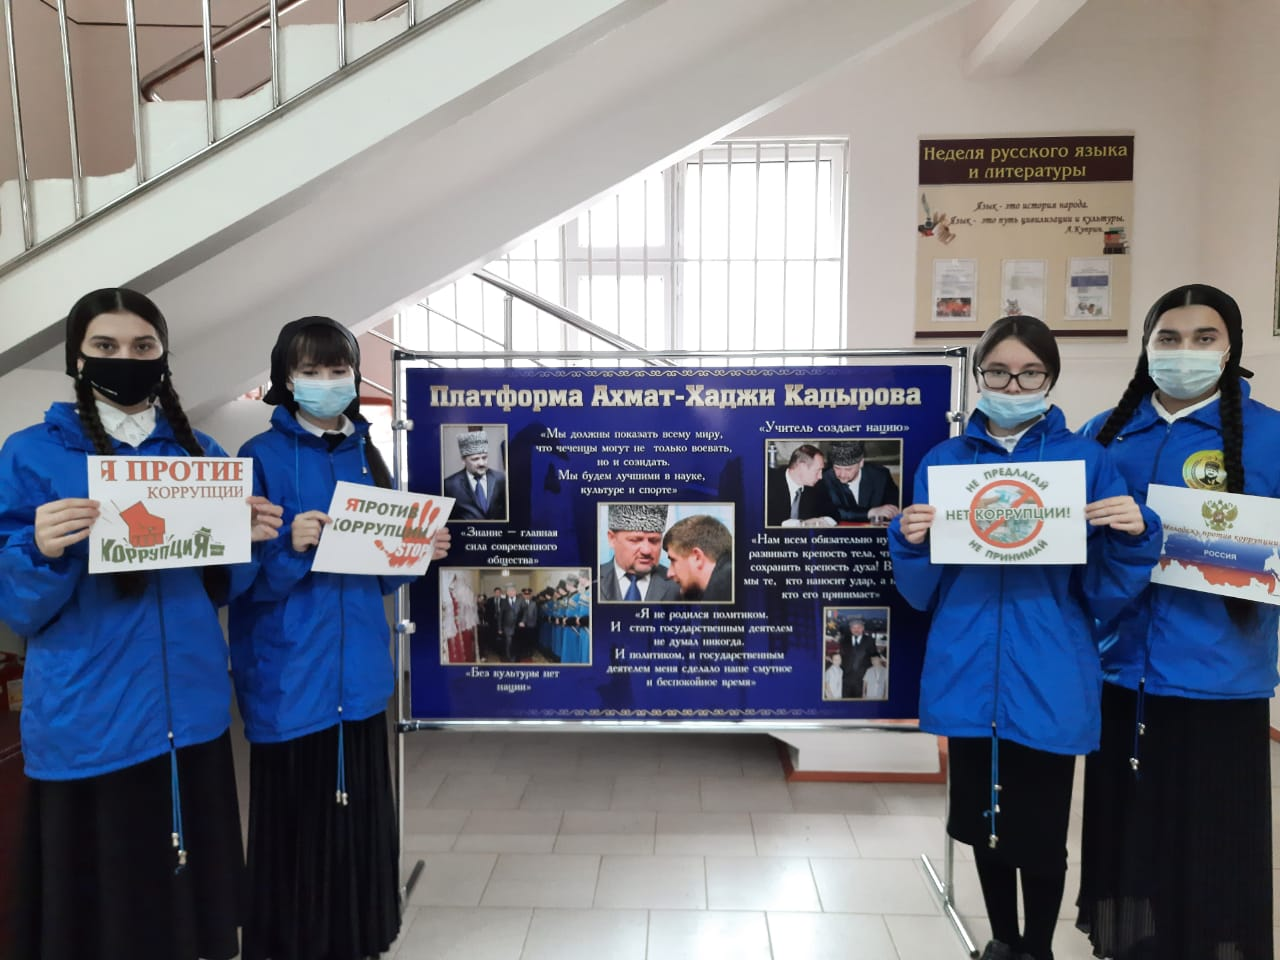 Неделя русского языка
и литературы
Язык - это история народа.
Язык - это путь цивилизации и культуры.
А.Куприн.
Платформа Ахмат-Хаджи Кадырова
«Мы должны показать всему миру,
что чеченцы могут не только воевать,
но и созидать.
Мы будем лучшими в науке,
культуре и спорте»
«Учитель создает нацию»
«Знание – главная
сила современного
общества»
«Нам всем обязательно
развивать крепость тела,
сохранить крепость духа!
мы те, кто наносит удар, а
кто его принимает»
«Я не родился политиком.
И стать государственным деятелем
не думал никогда.
И политиком, и государственным
деятелем меня сделало наше смутное
и беспокойное время»
«Без культуры нет
нации»
Я ПРОТИВ
КОРРУПЦИИ
КОРРУПЦИЯ
Я ПРОТИВ
КОРРУПЦИИ!!!
STOP
НЕ ПРЕДЛАГАЙ
НЕТ КОРРУПЦИИ!
НЕ ПРИНИМАЙ
Молодежь против коррупции
РОССИЯ